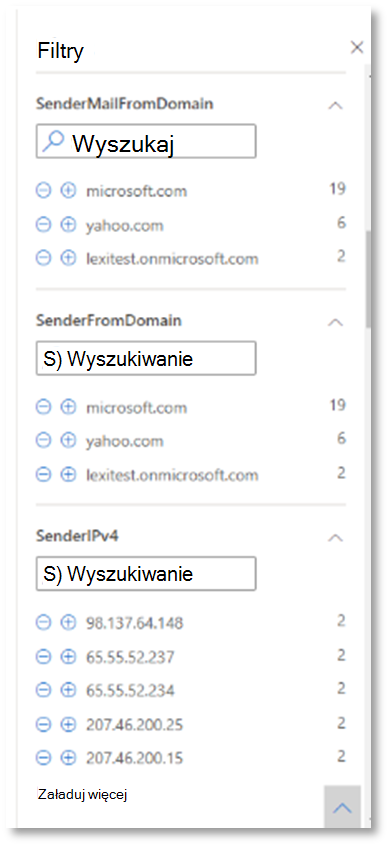 Filtry
SenderMailFromDomain
Wyszukaj
microsoft.com 19
yahoo.com 6
lexitest.onmicrosoft.com 2
SenderFromDomain
S) Wyszukiwanie
microsoft.com 19
yahoo.com 6
lexitest.onmicrosoft.com 2
SenderIPv4
S) Wyszukiwanie
98.137.64.148 2
65.55.52.237 2
65.55.52.234 2
207.46.200.25 2
207.46.200.15 2
Załaduj więcej